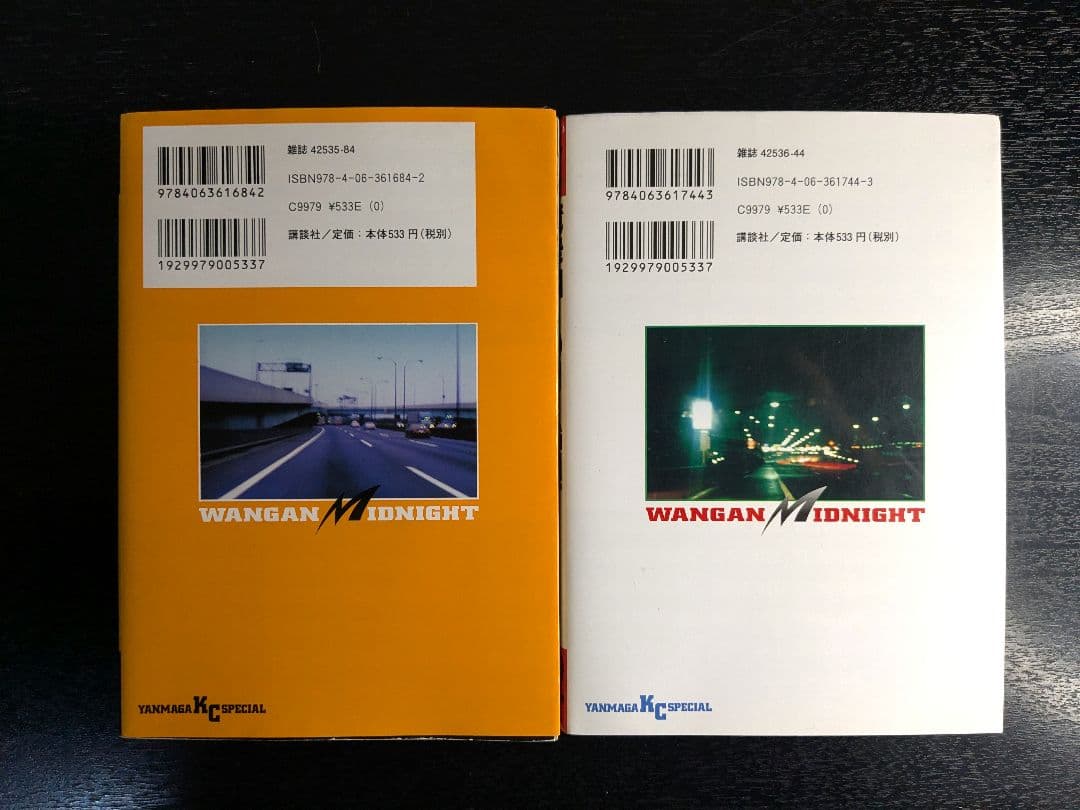 雑誌 42535-84
9784063616842
ISBN978-4-06-361684-2
C9979 ¥533E (0)
1929979005337
講談社/定価:本体533円(税別)
WANGAN MIDNIGHT
YANMAGA KC SPECIAL
雑誌 42536-44
9784063617443
ISBN978-4-06-361744-3
C9979 ¥533E (0)
1929979005337
講談社/定価:本体533円(税別)
WANGAN MIDNIGHT
YANMAGA KC SPECIAL